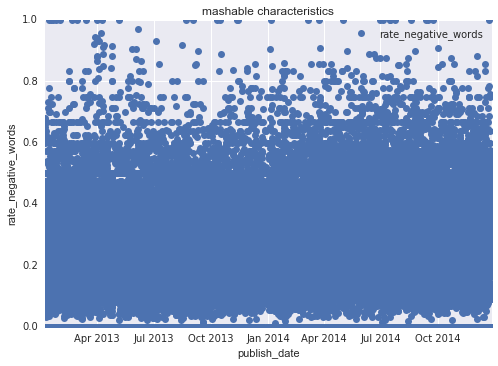 mashable characteristics
1.0
0.8
0.6
0.4
0.2
0.0
rate_negative_words
rate_negative_words
Apr 2013 Jul 2013 Oct 2013 Jan 2014 Apr 2014 Jul 2014 Oct 2014
publish_date